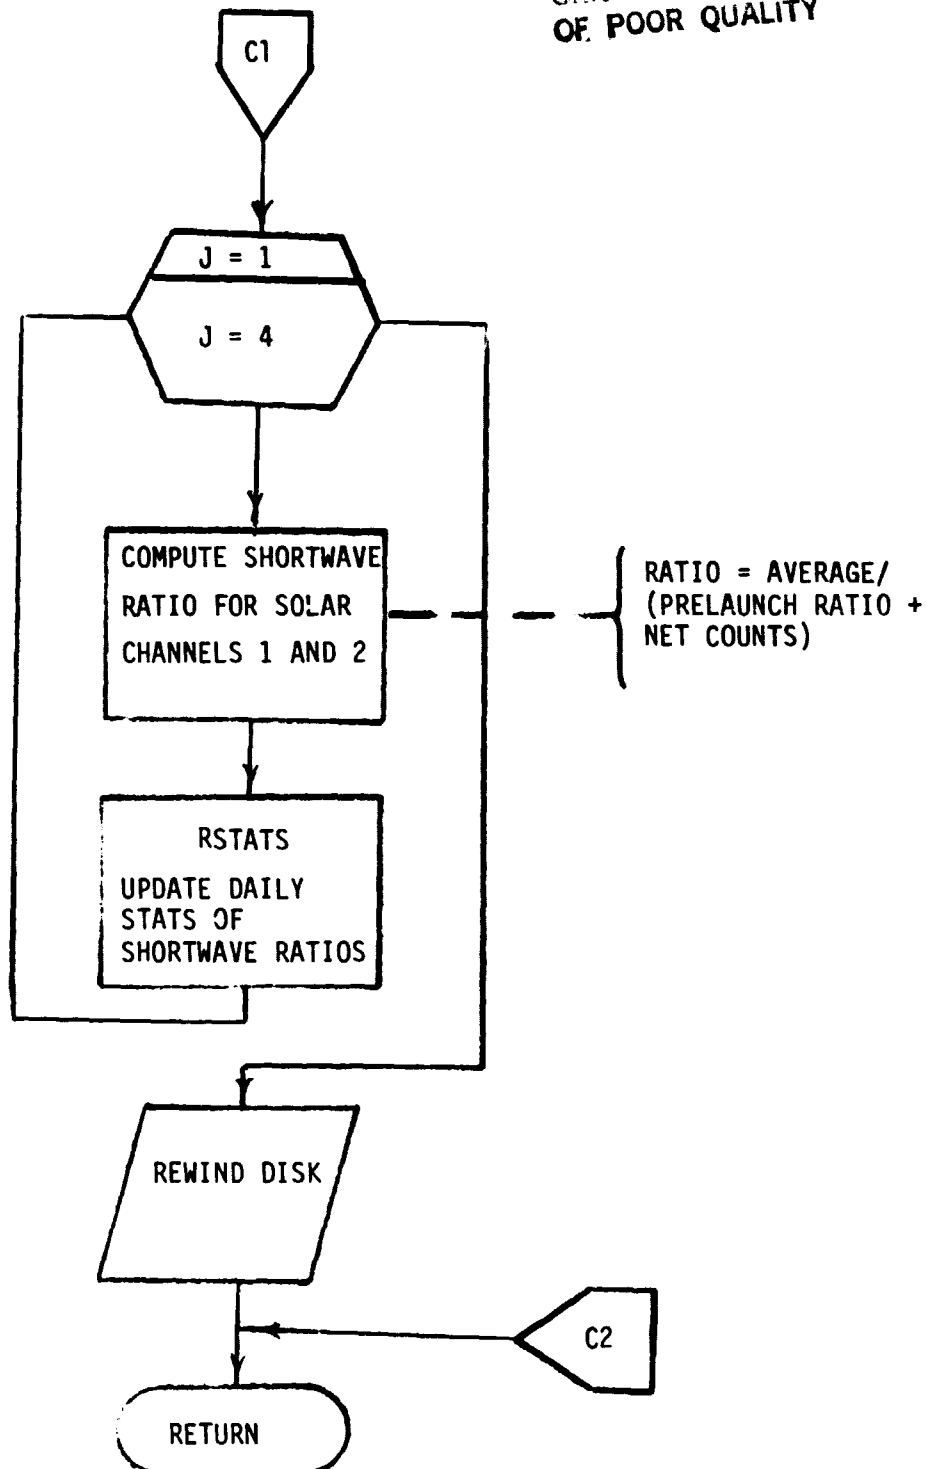 OF POOR QUALITY
C1
J = 1
J = 4
COMPUTE SHORTWAVE
RATIO FOR SOLAR
CHANNELS 1 AND 2
RATIO = AVERAGE/
(PRELAUNCH RATIO +
NET COUNTS)
RSTATS
UPDATE DAILY
STATS OF
SHORTWAVE RATIOS
REWIND DISK
C2
RETURN